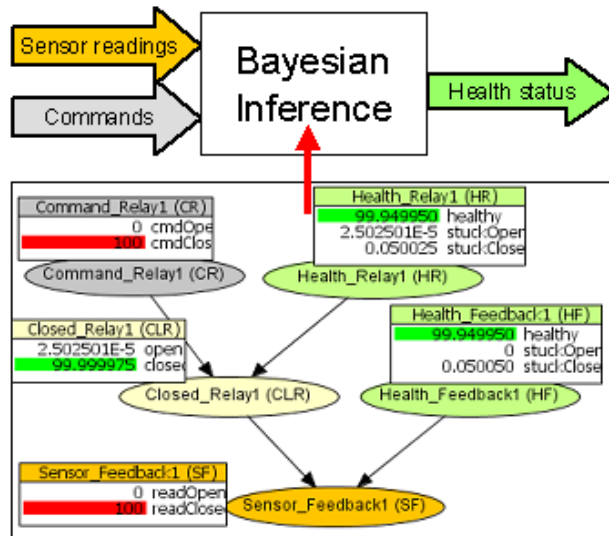 Sensor readings
Commands
Bayesian
Inference
Health status
Command_Relay1 (CR)
0 cmdOpe
100 cmdClos
Command_Relay1 (CR)
Health_Relay1 (HR)
99.949950 healthy
2.502501E-5 stuck:Open
0.050025 stuck:Close
Health_Relay1 (HR)
Closed_Relay1 (CLR)
2.502501E-5 open
99.999975 closed
Closed_Relay1 (CLR)
Health_Feedback1 (HF)
99.949950 healthy
0 stuck:Open
0.050050 stuck:Close
Health_Feedback1 (HF)
Sensor_Feedback1 (SF)
0 readOpen
100 readClosed
Sensor_Feedback1 (SF)